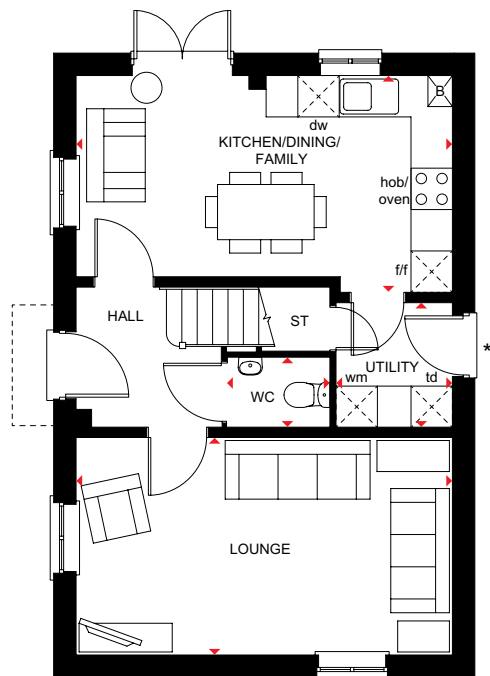 B
dw
KITCHEN/DINING/
FAMILY
hob/
oven
f/f
HALL
ST
*
UTILITY
wm
td
WC
LOUNGE